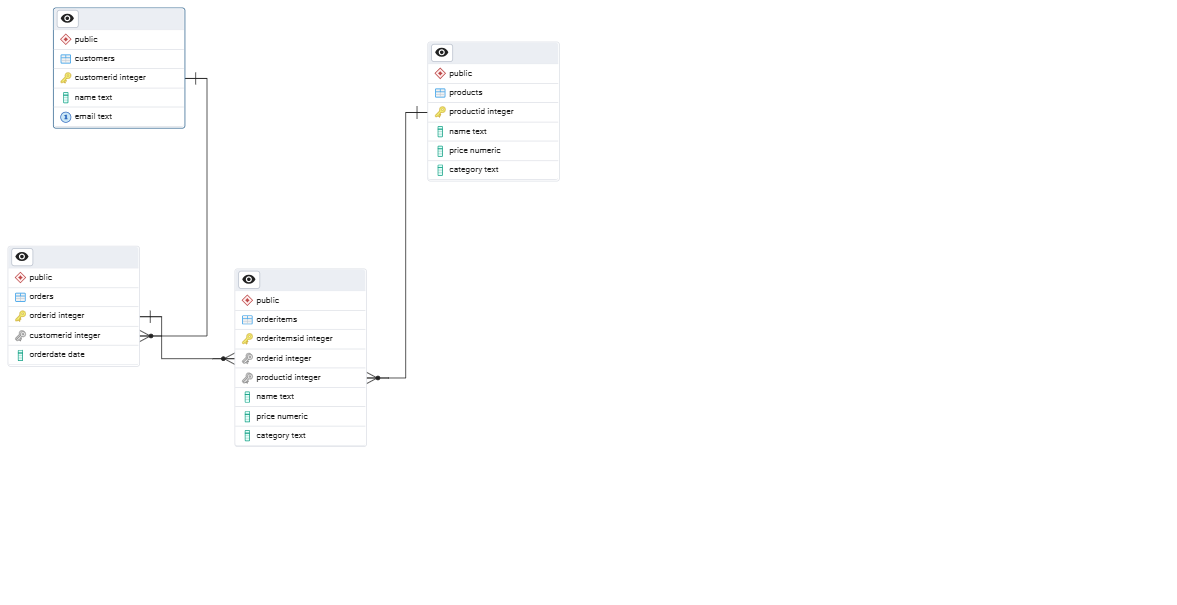 public
customers
customerid integer
name text
email text
public
products
productid integer
name text
price numeric
category text
public
orders
orderid integer
customerid integer
orderdate date
public
orderitems
orderitemsid integer
orderid integer
productid integer
name text
price numeric
category text